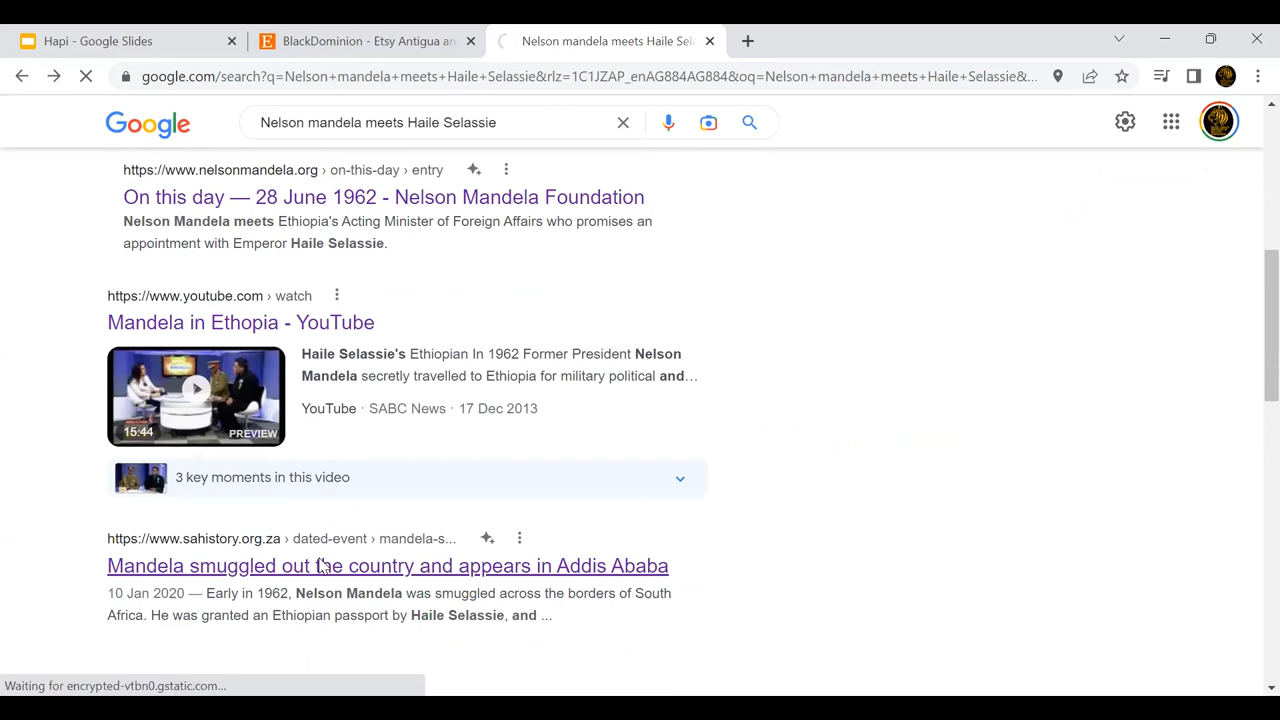 Hapi - Google Slides
BlackDominion - Etsy Antigua an
Nelson mandela meets Haile Sel
google.com/search?q=Nelson+mandela+meets+Haile+Selassie&rlz=1C1JZAP_enAG884AG884&oq=Nelson+mandela+meets+Haile+Selassie&...
Google
Nelson mandela meets Haile Selassie
https://www.nelsonmandela.org › on-this-day › entry
On this day — 28 June 1962 - Nelson Mandela Foundation
Nelson Mandela meets Ethiopia's Acting Minister of Foreign Affairs who promises an
appointment with Emperor Haile Selassie.
https://www.youtube.com › watch
Mandela in Ethopia - YouTube
Haile Selassie's Ethiopian In 1962 Former President Nelson
Mandela secretly travelled to Ethiopia for military political and...
YouTube · SABC News · 17 Dec 2013
15:44
PREVIEW
3 key moments in this video
https://www.sahistory.org.za › dated-event › mandela-s...
Mandela smuggled out the country and appears in Addis Ababa
10 Jan 2020 — Early in 1962, Nelson Mandela was smuggled across the borders of South
Africa. He was granted an Ethiopian passport by Haile Selassie, and ...
Waiting for encrypted-vtbn0.gstatic.com...